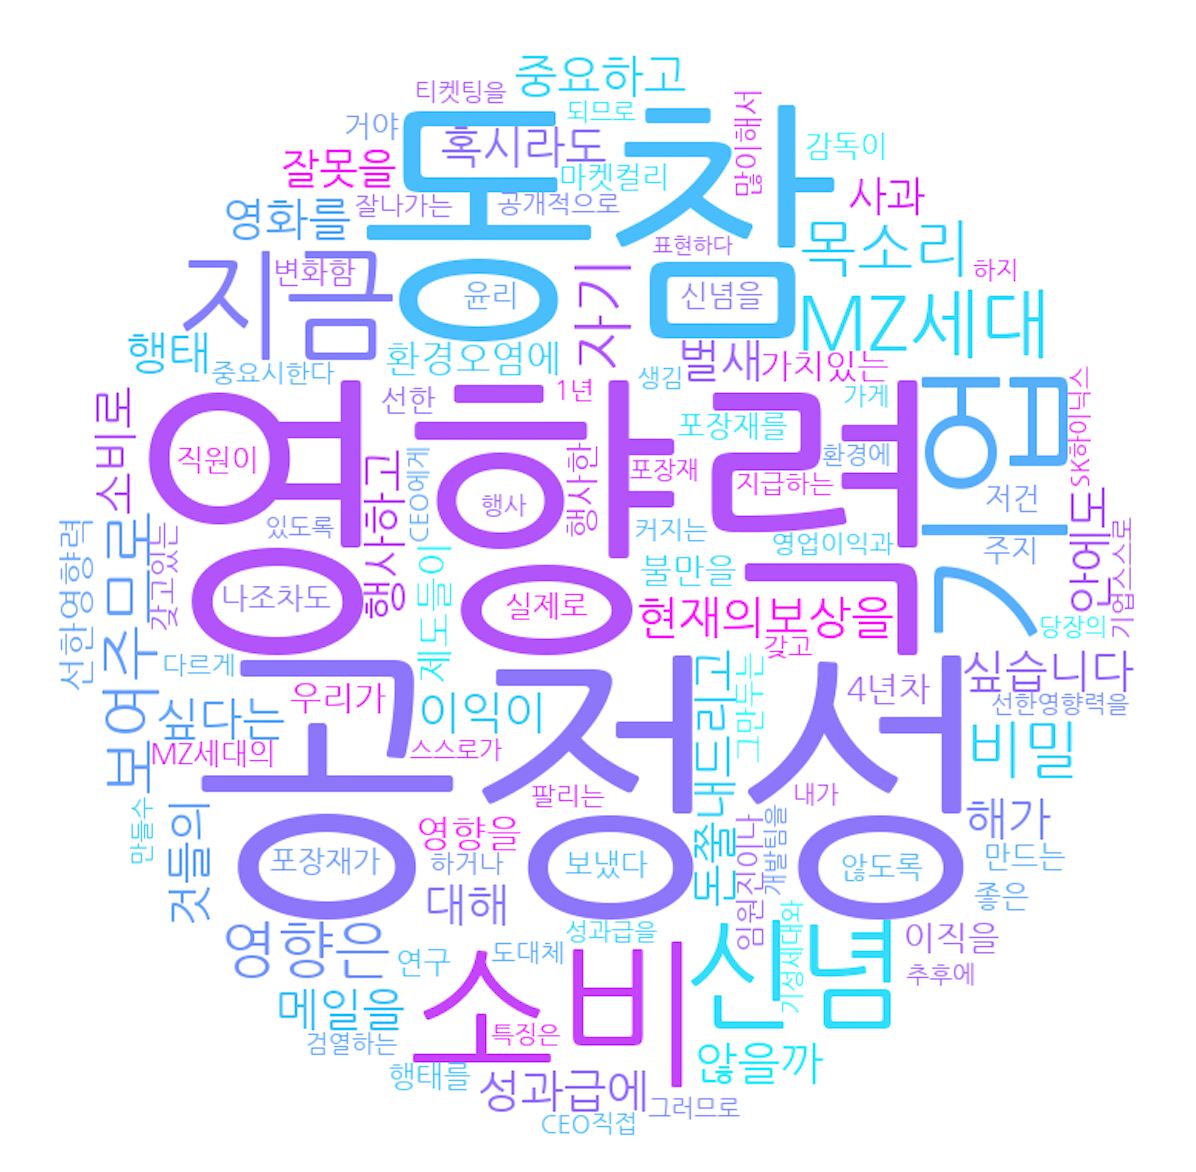 중요하고
티켓팅을
되므로
거야
동참
혹시라도
많이해서
감독이
잘못을
마켓컬리
사과
영화를
잘나가는
공개적으로
목소리
표현하다
지금
변화함
윤리
자기
신념을
하지
MZ세대
행태
환경오염에
벌새
가치있는
중요시한다
생김
영향력
선한
1년
가게
기업
SK하이닉스
소비로
직원이
행사하고
CEO에게
행사한
포장재를
포장재
환경에
지급하는
행사
저건
안에도
있도록
커지는
영업이익과
주지
기업스스로
선한영향력
보여주므로
갖고있는
제도들이
불만을
나조차도
실제로
현재의보상을
당장의
갖고
다르게
공정성
우리가
싶다는
이익이
돈쭐내드리고
그만두는
4년차
싶습니다
선한영향력을
MZ세대의
스스로가
비밀
팔리는
내가
만들수
것들의
영향을
임원진이나
개발팀을
해가
포장재가
하거나
보냈다
않도록
만드는
대해
좋은
영향은
연구
성과급을
도대체
기성세대와
신념
이직을
추후에
소비
메일을
특징은
검열하는
행태를
성과급에
않을까
그러므로
CEO직접